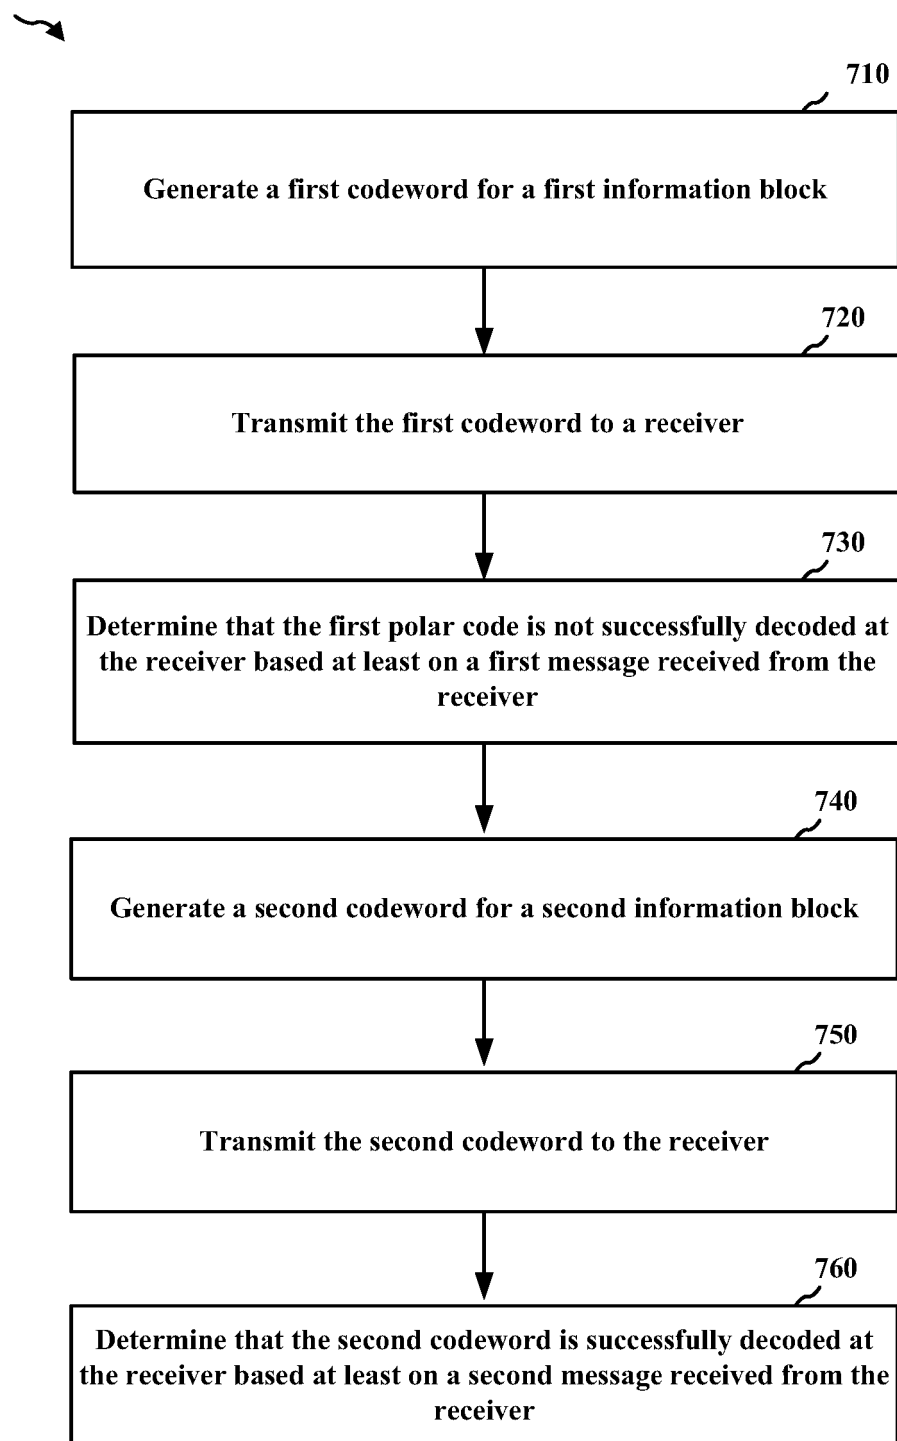 710
Generate a first codeword for a first information block
720
Transmit the first codeword to a receiver
730
Determine that the first polar code is not successfully decoded at
the receiver based at least on a first message received from the
receiver
740
Generate a second codeword for a second information block
750
Transmit the second codeword to the receiver
760
Determine that the second codeword is successfully decoded at
the receiver based at least on a second message received from the
receiver